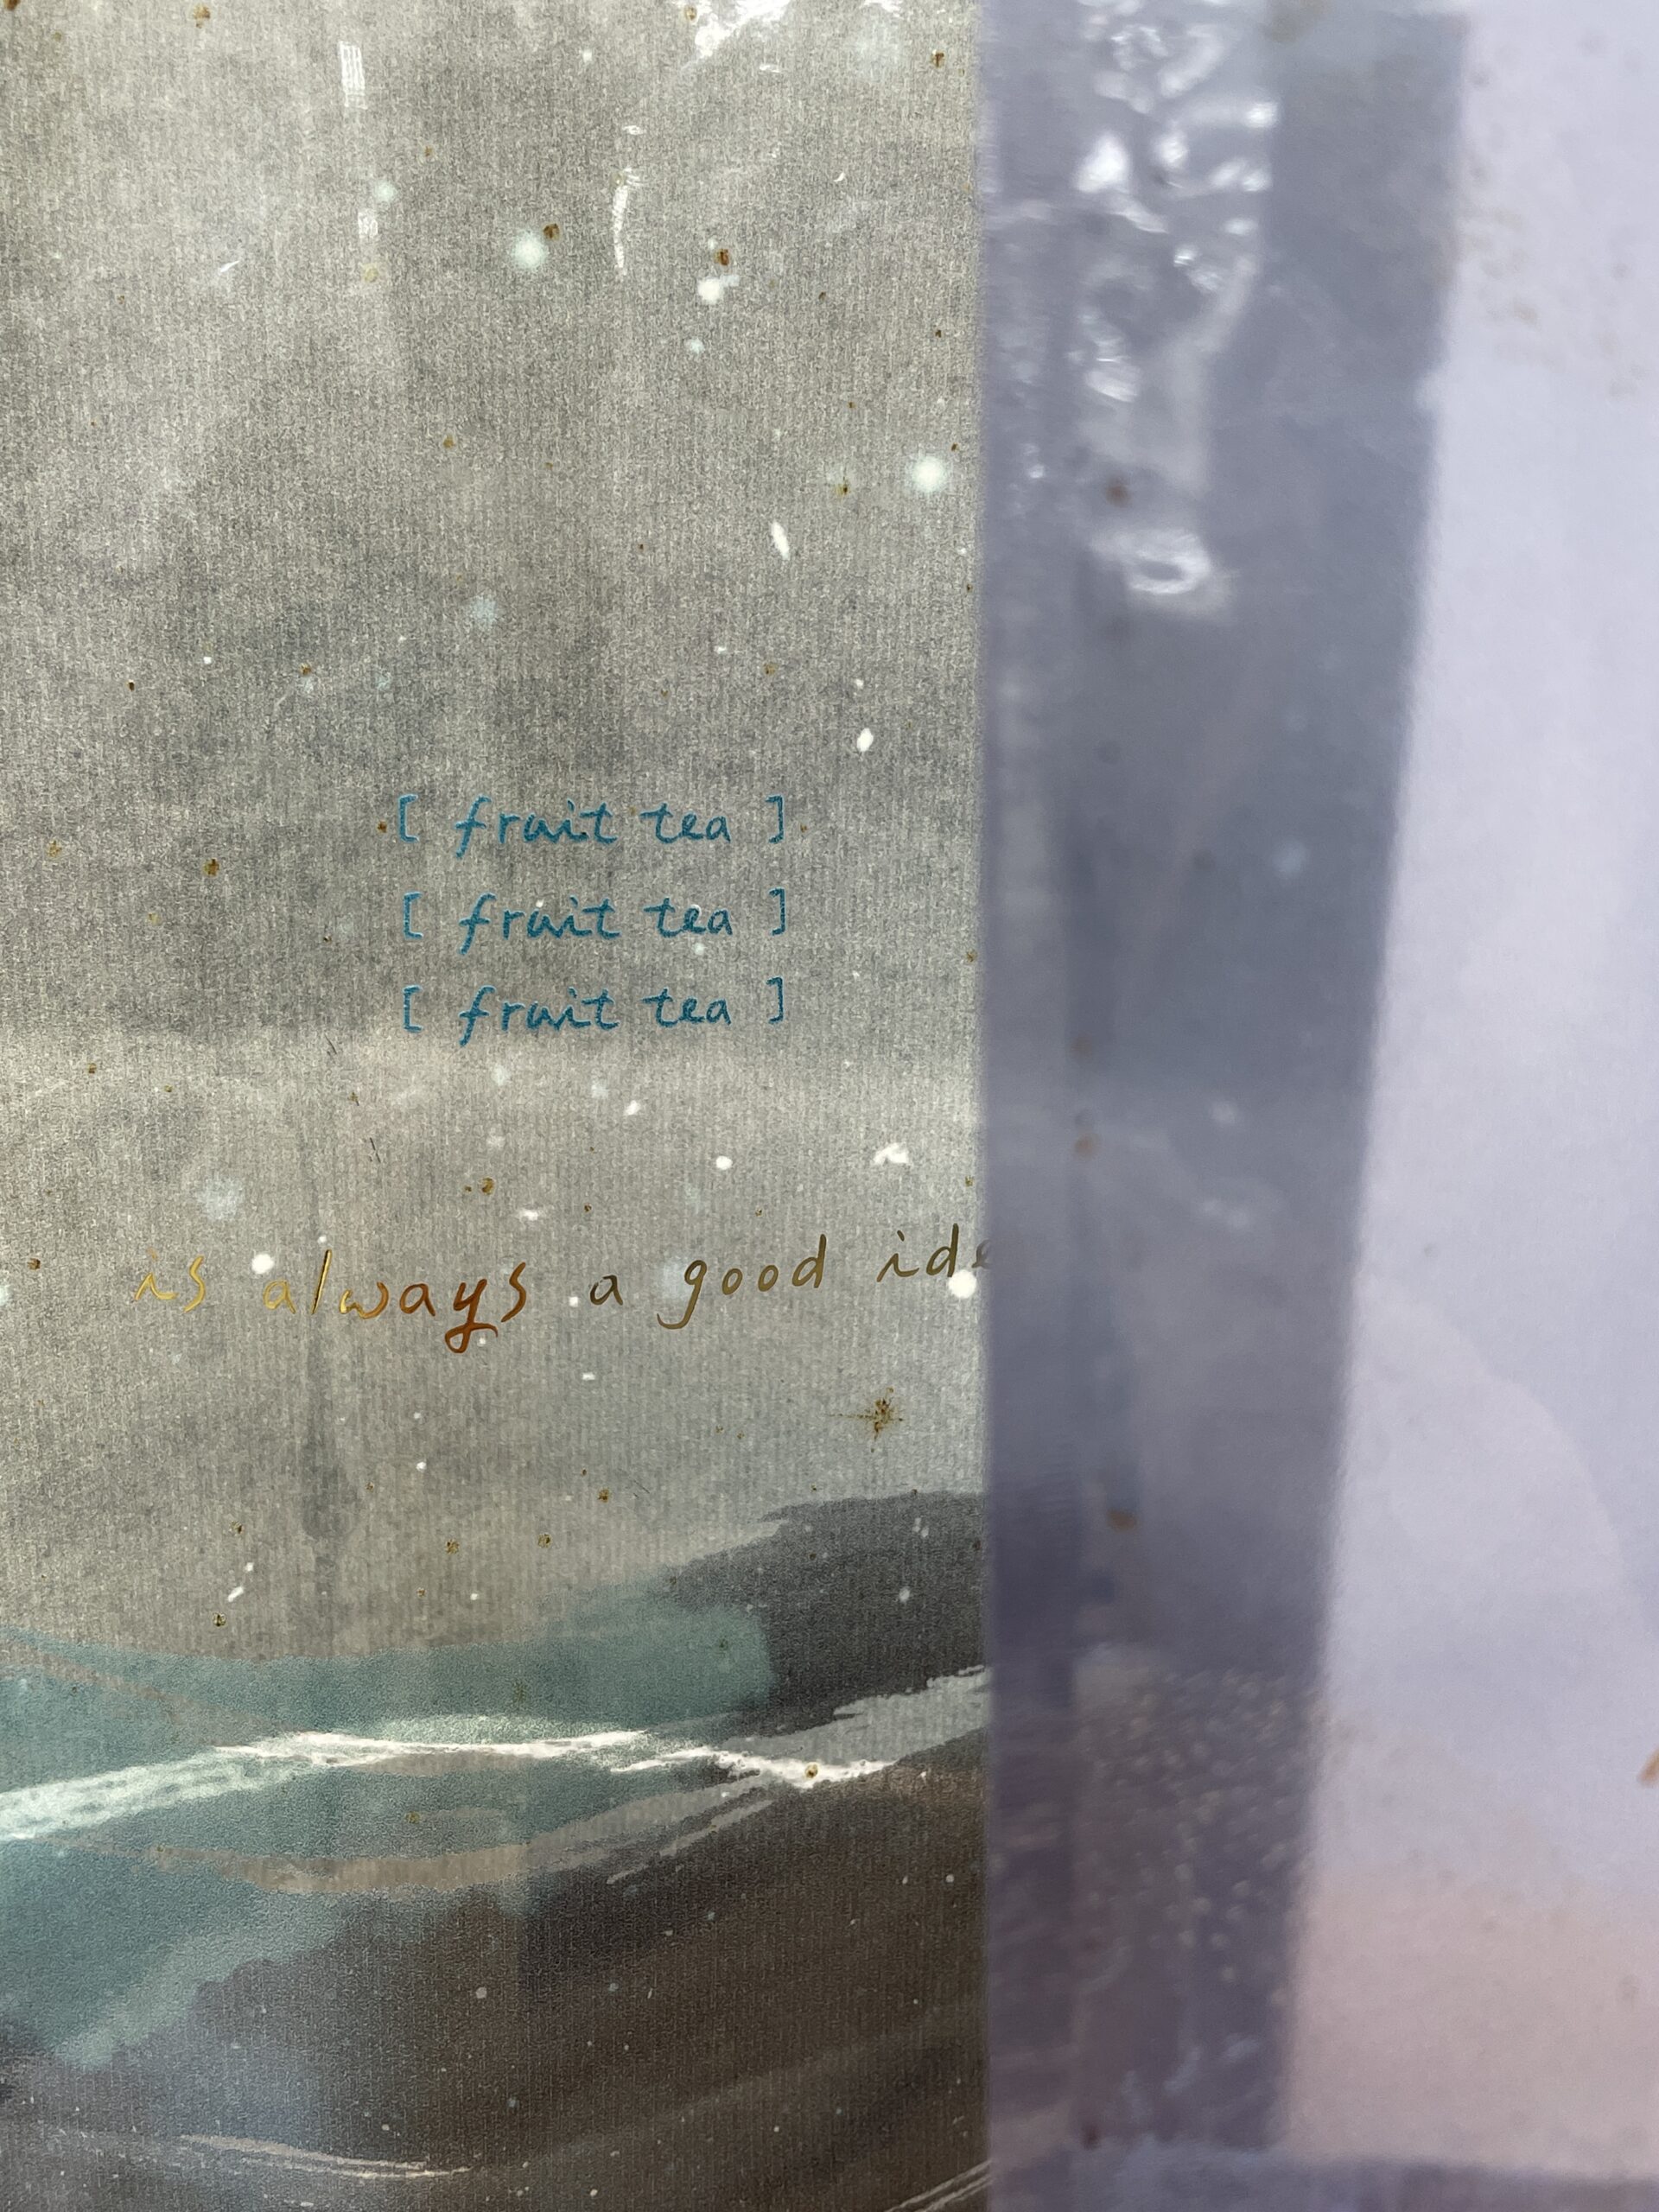 [ fruit tea ]
[ fruit tea ]
[ fruit tea ]
is always a good